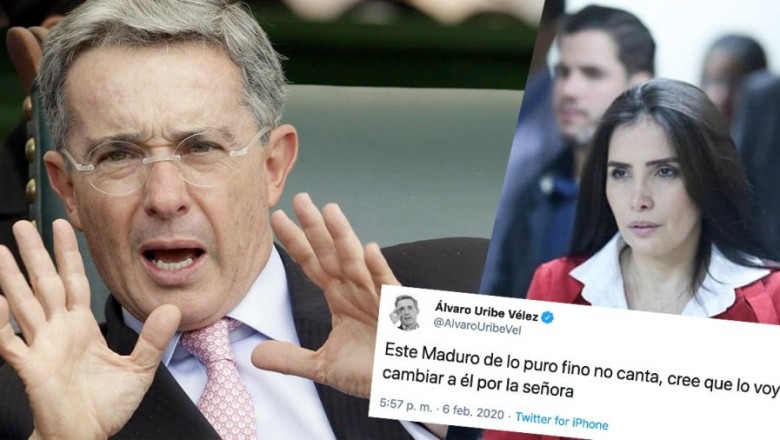 Álvaro Uribe Vélez
@AlvaroUribeVel
Este Maduro de lo puro fino no canta, cree que lo voy
cambiar a él por la señora
5:57 p. m. · 6 feb. 2020 · Twitter for iPhone